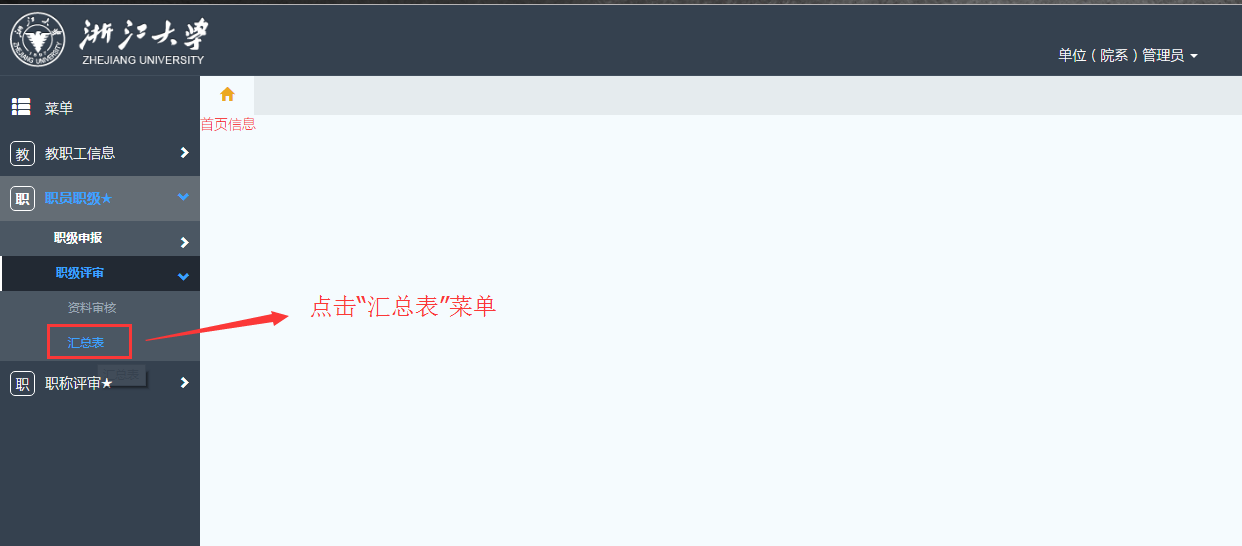 浙江大学
ZHEJIANG UNIVERSITY
单位（院系）管理员
菜单
首页信息
教 教职工信息
职 职员职级★
职级申报
职级评审
资料审核
点击“汇总表”菜单
汇总表
汇总表
职 职称评审★